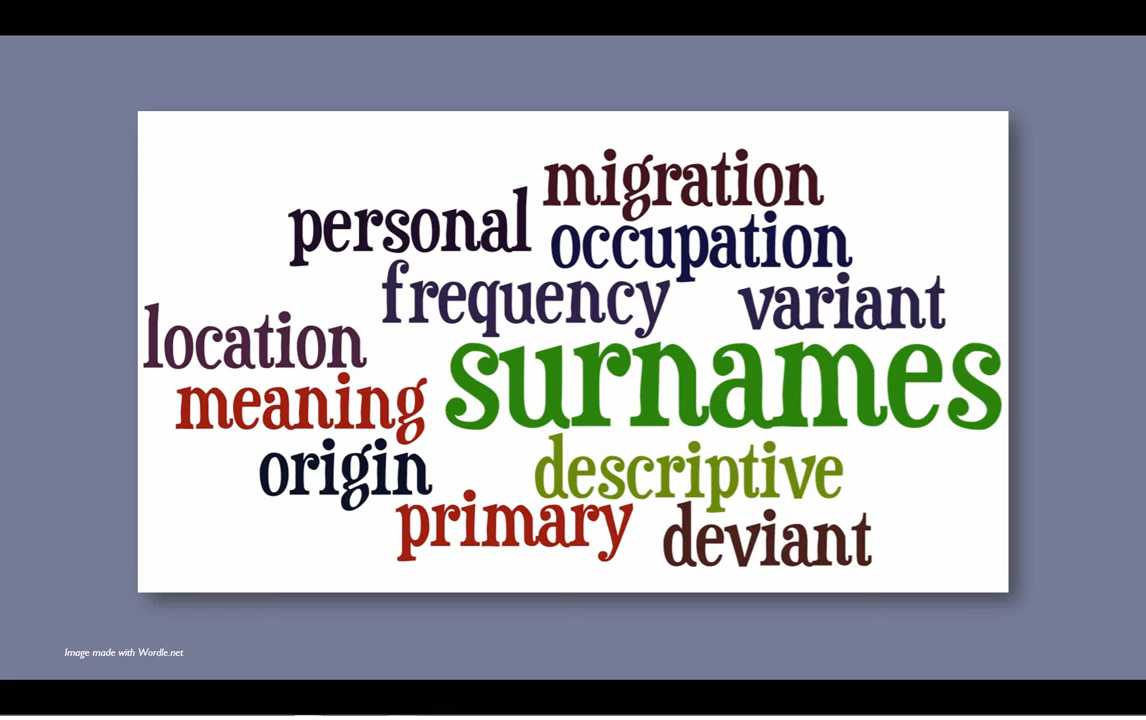 migration
personal
occupation
frequency
variant
location
surnames
meaning
origin
descriptive
primary
deviant
Image made with Wordle.net